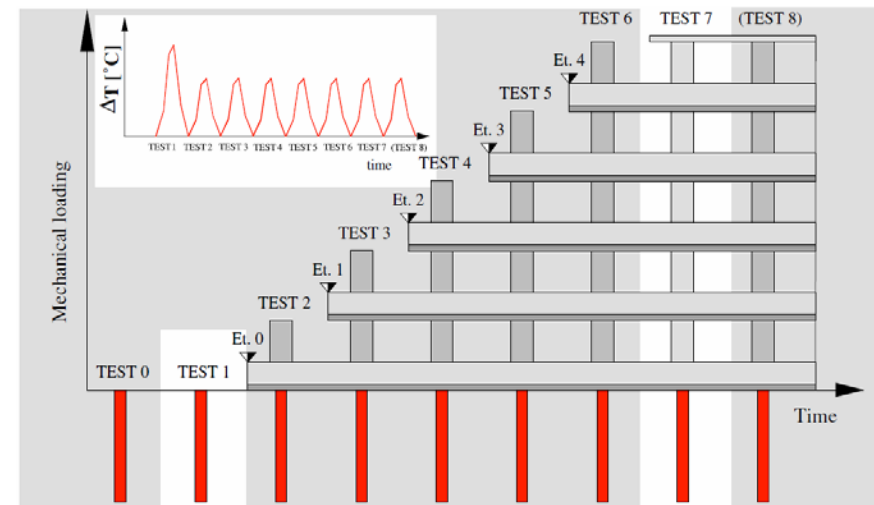 TEST 6
TEST 7
(TEST 8)
Et. 4
ΔT [°C]
TEST 5
TEST 1
TEST 2
TEST 3
TEST 4
TEST 5
TEST 6
TEST 7
(TEST 8)
time
Et. 3
TEST 4
Et. 2
TEST 3
Mechanical loading
Et. 1
TEST 2
Et. 0
TEST 0
TEST 1
Time